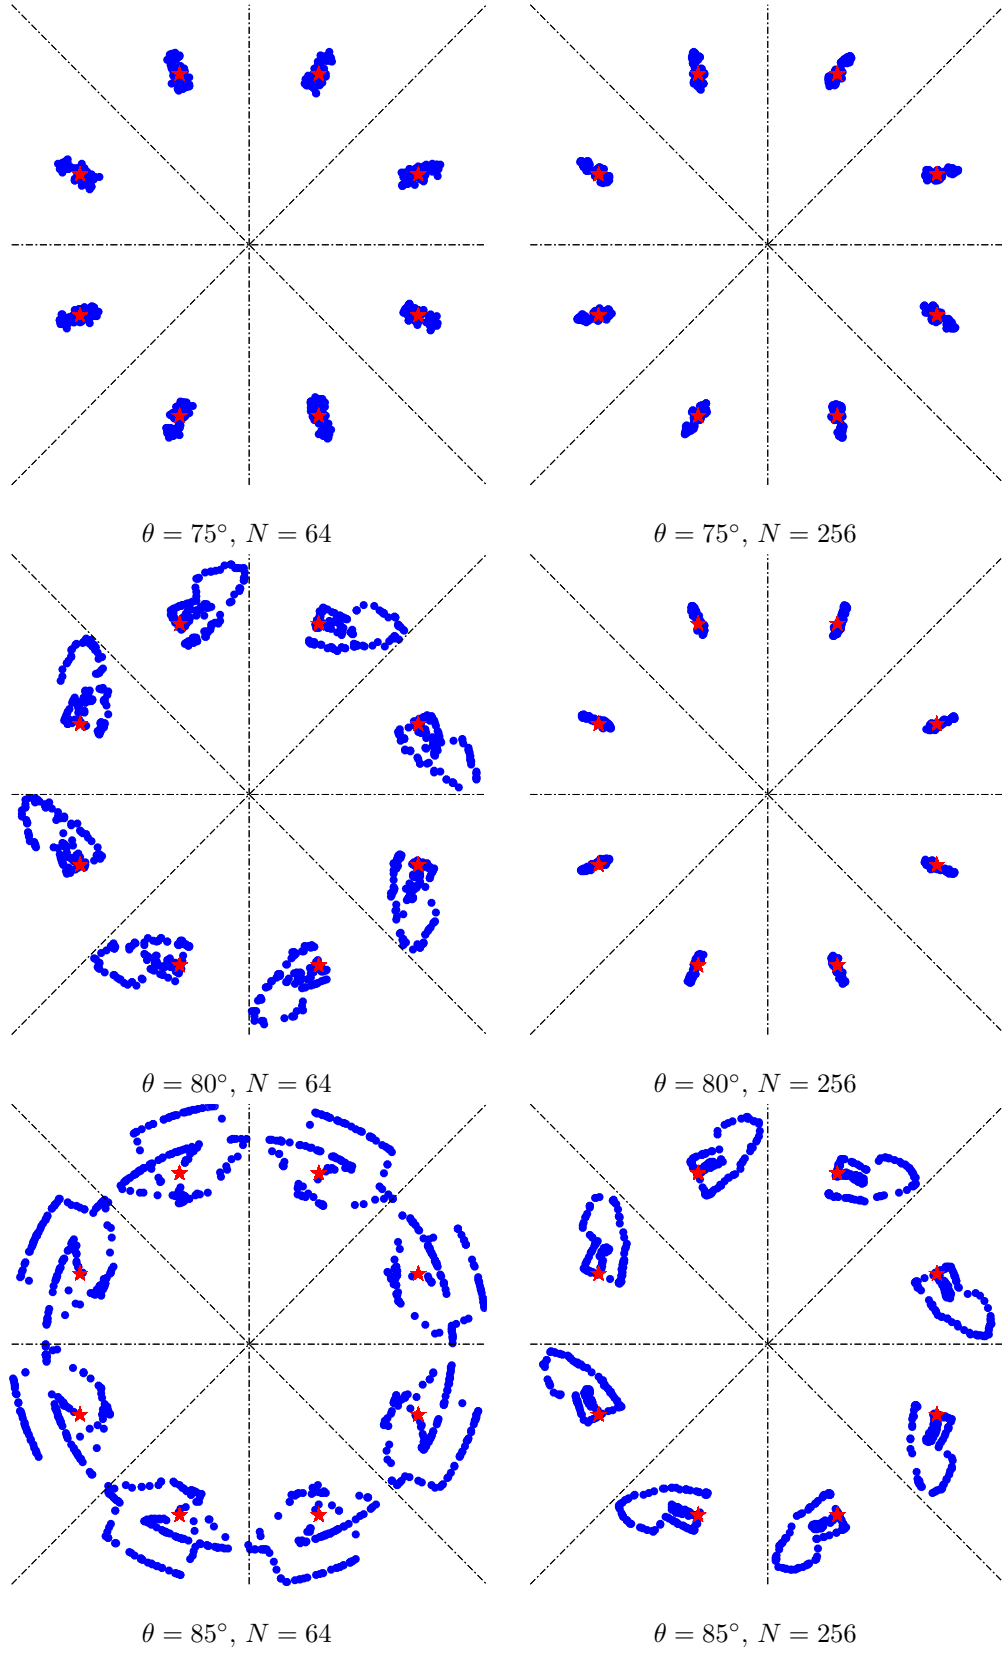 θ = 75°, N = 64
θ = 75°, N = 256
θ = 80°, N = 64
θ = 80°, N = 256
θ = 85°, N = 64
θ = 85°, N = 256